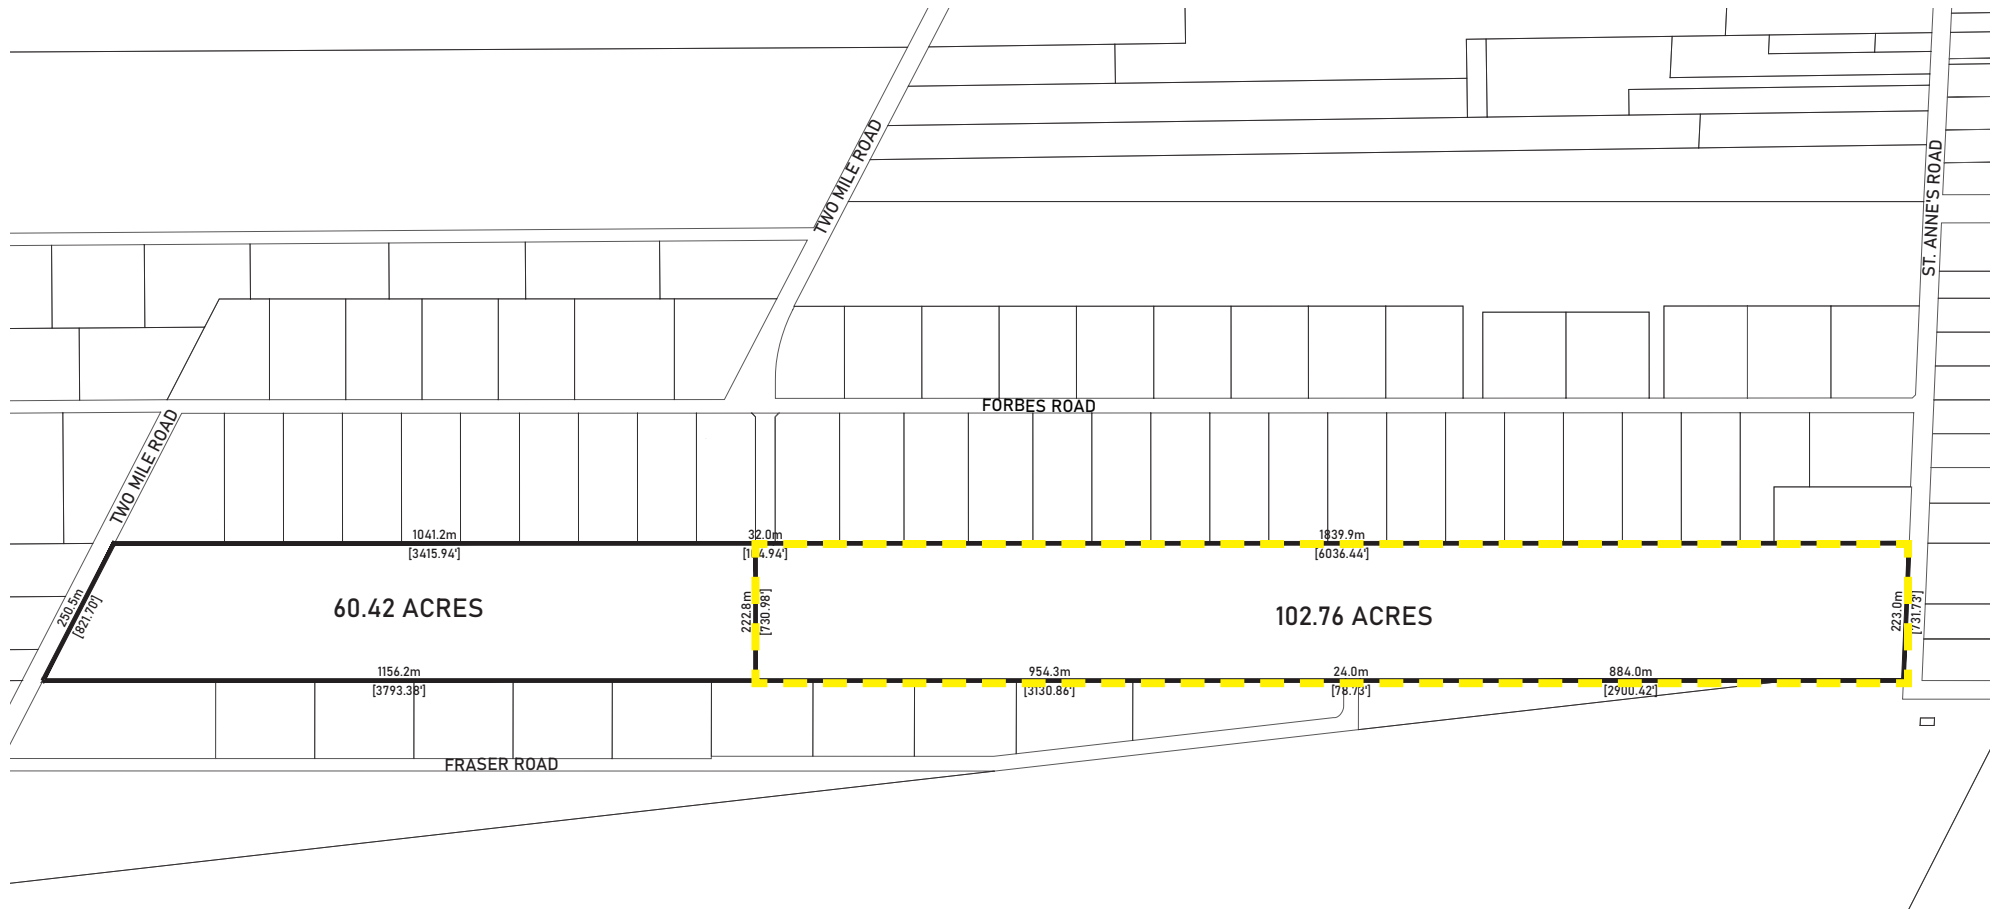 TWO MILE ROAD
ST. ANNE'S ROAD
FORBES ROAD
TWO MILE ROAD
1041.2m
[3415.94']
32.0m
1839.9m
[6036.44']
250.5m
[821.70']
60.42 ACRES
222.8m
[730.98']
102.76 ACRES
223.0m
[731.73']
1156.2m
[3793.38']
954.3m
[3130.86']
24.0m
[78.73']
884.0m
[2900.42']
FRASER ROAD